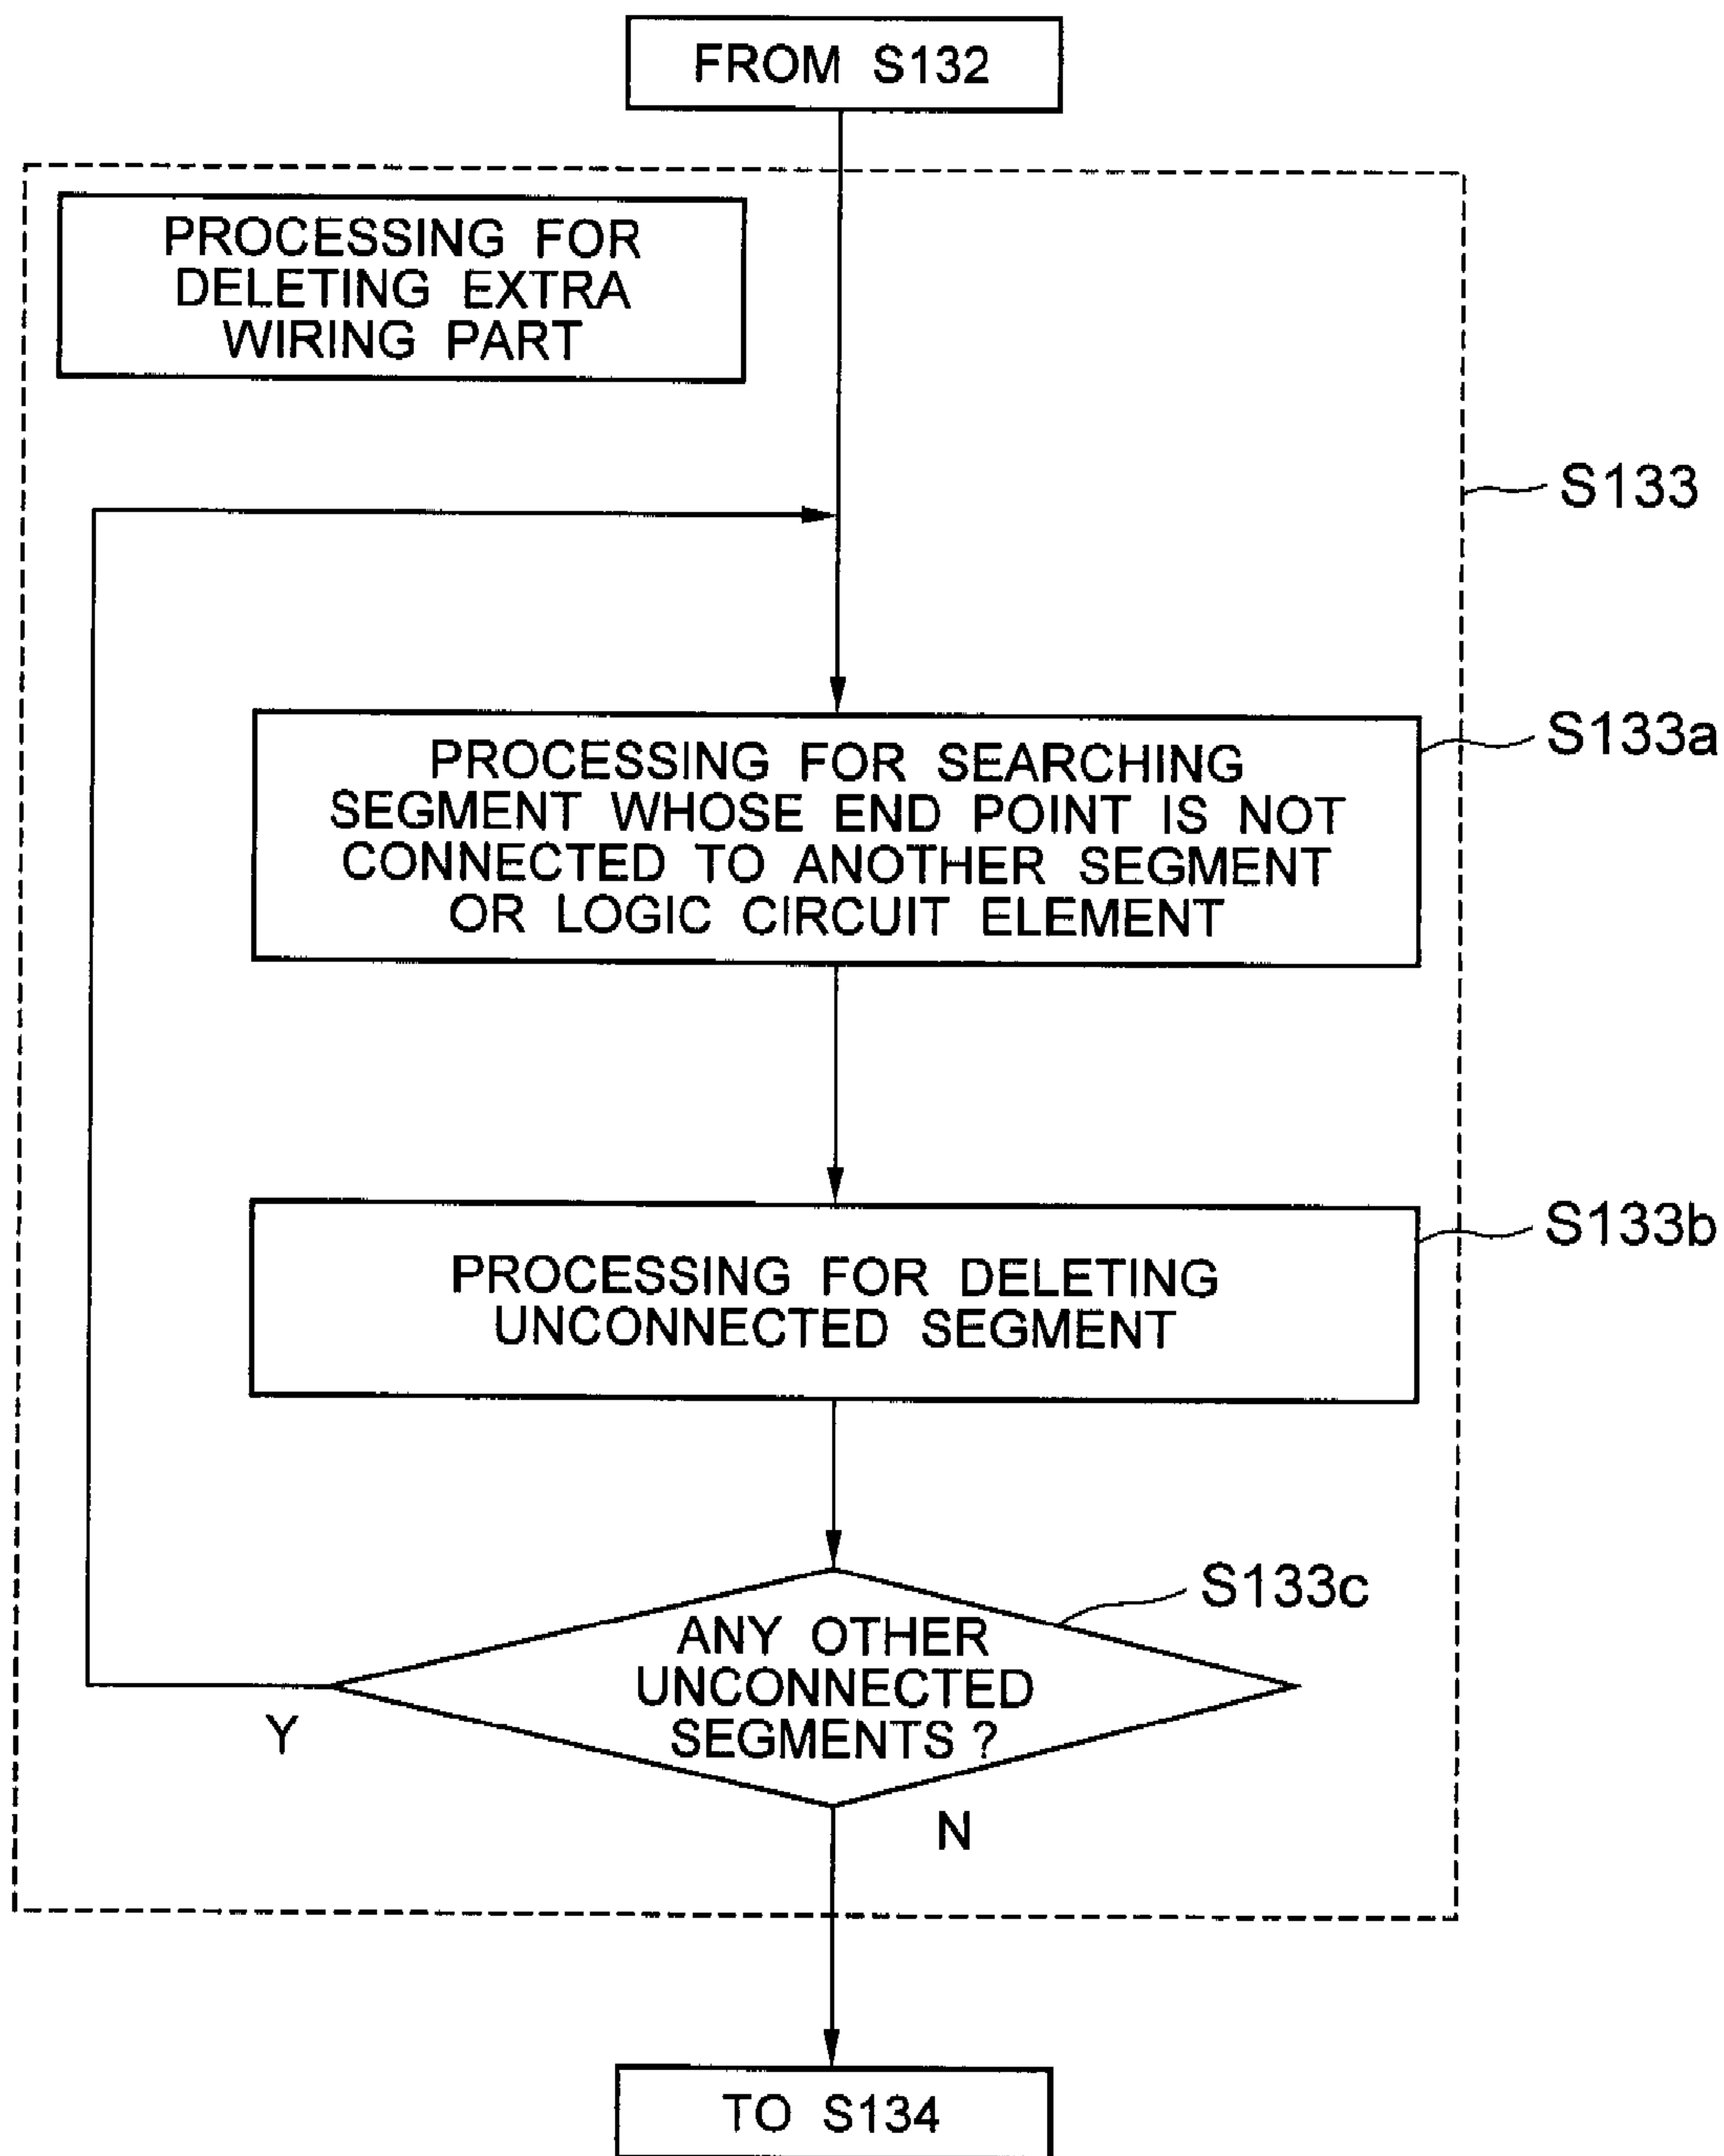 FROM S132
PROCESSING FOR
DELETING EXTRA
WIRING PART
S133
S133a
PROCESSING FOR SEARCHING
SEGMENT WHOSE END POINT IS NOT
CONNECTED TO ANOTHER SEGMENT
OR LOGIC CIRCUIT ELEMENT
S133b
PROCESSING FOR DELETING
UNCONNECTED SEGMENT
S133c
ANY OTHER
UNCONNECTED
SEGMENTS ?
Y
N
TO S134